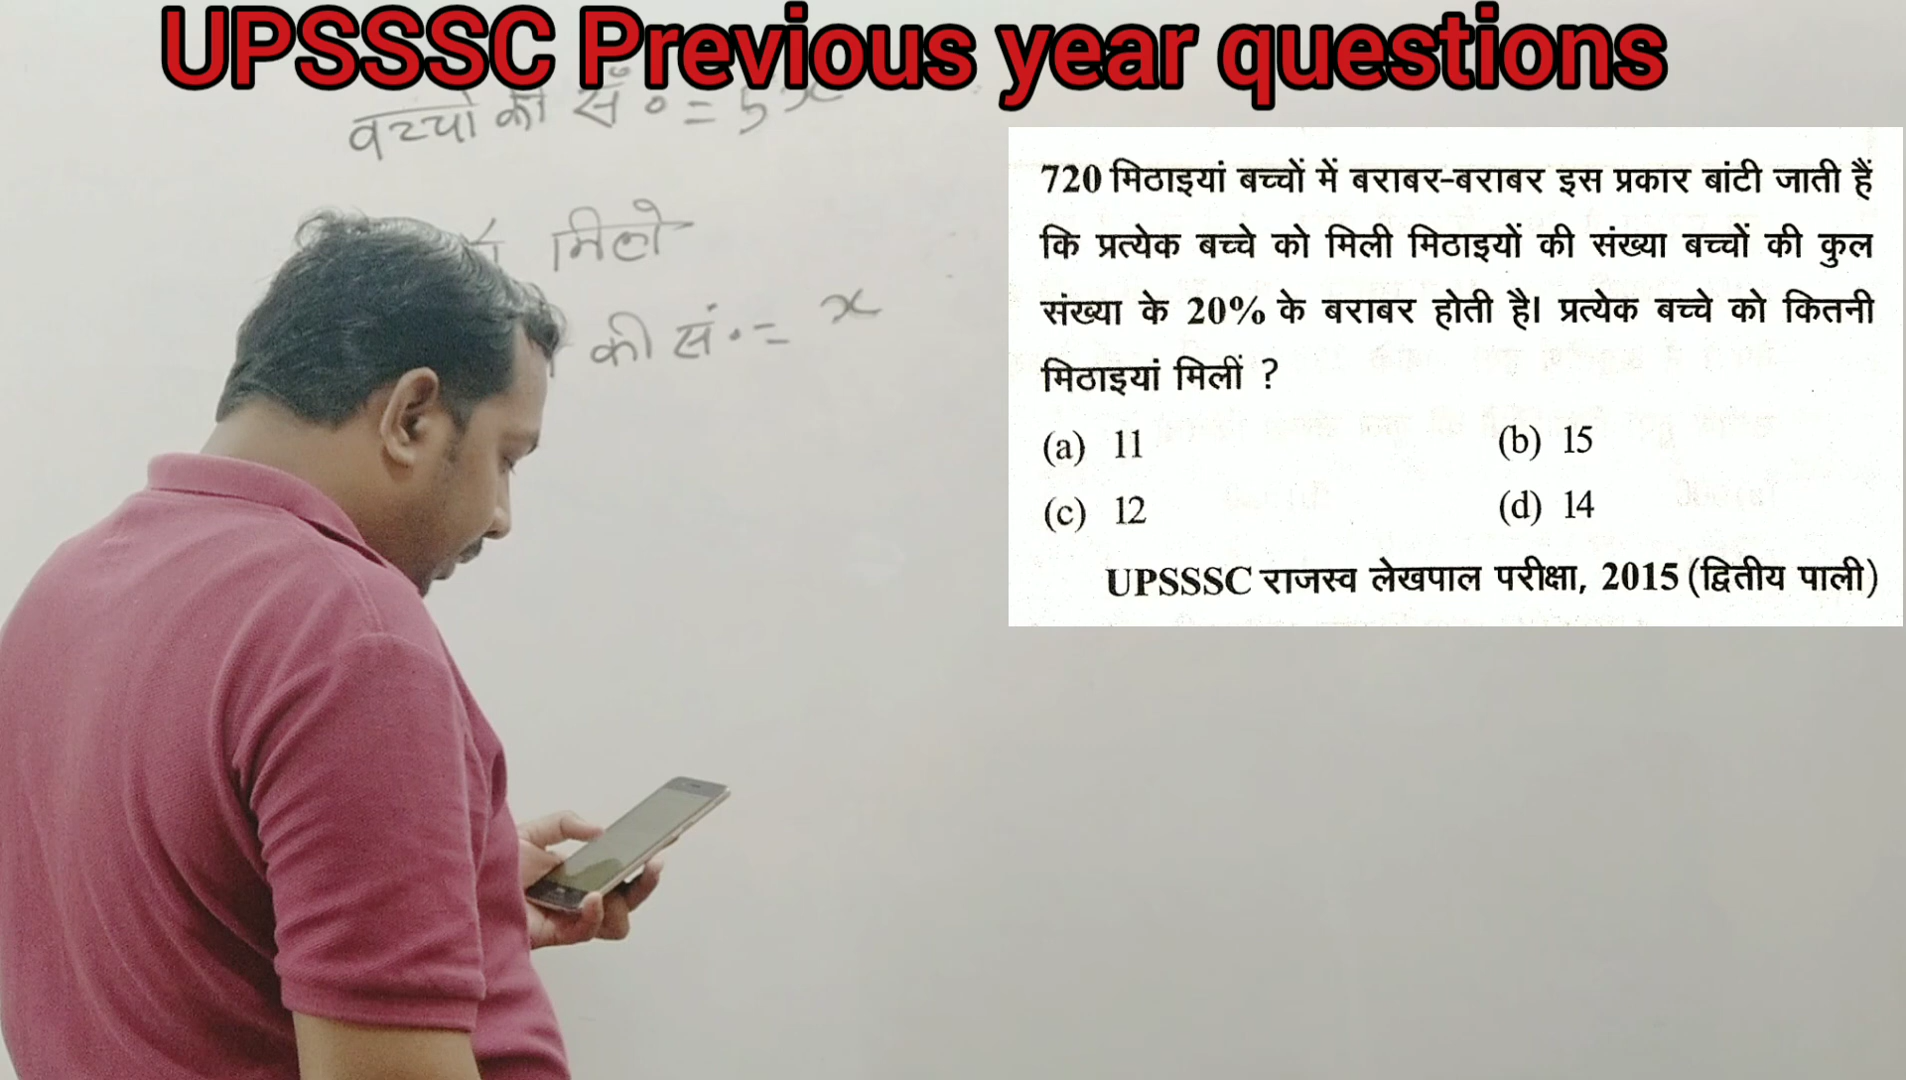 UPSSSC Previous year questions
बच्चों की सं० = 5x
मिली
की सं० = x
720 मिठाइयां बच्चों में बराबर-बराबर इस प्रकार बांटी जाती हैं
कि प्रत्येक बच्चे को मिली मिठाइयों की संख्या बच्चों की कुल
संख्या के 20% के बराबर होती है। प्रत्येक बच्चे को कितनी
मिठाइयां मिलीं ?
(a) 11 (b) 15
(c) 12 (d) 14
UPSSSC राजस्व लेखपाल परीक्षा, 2015 (द्वितीय पाली)